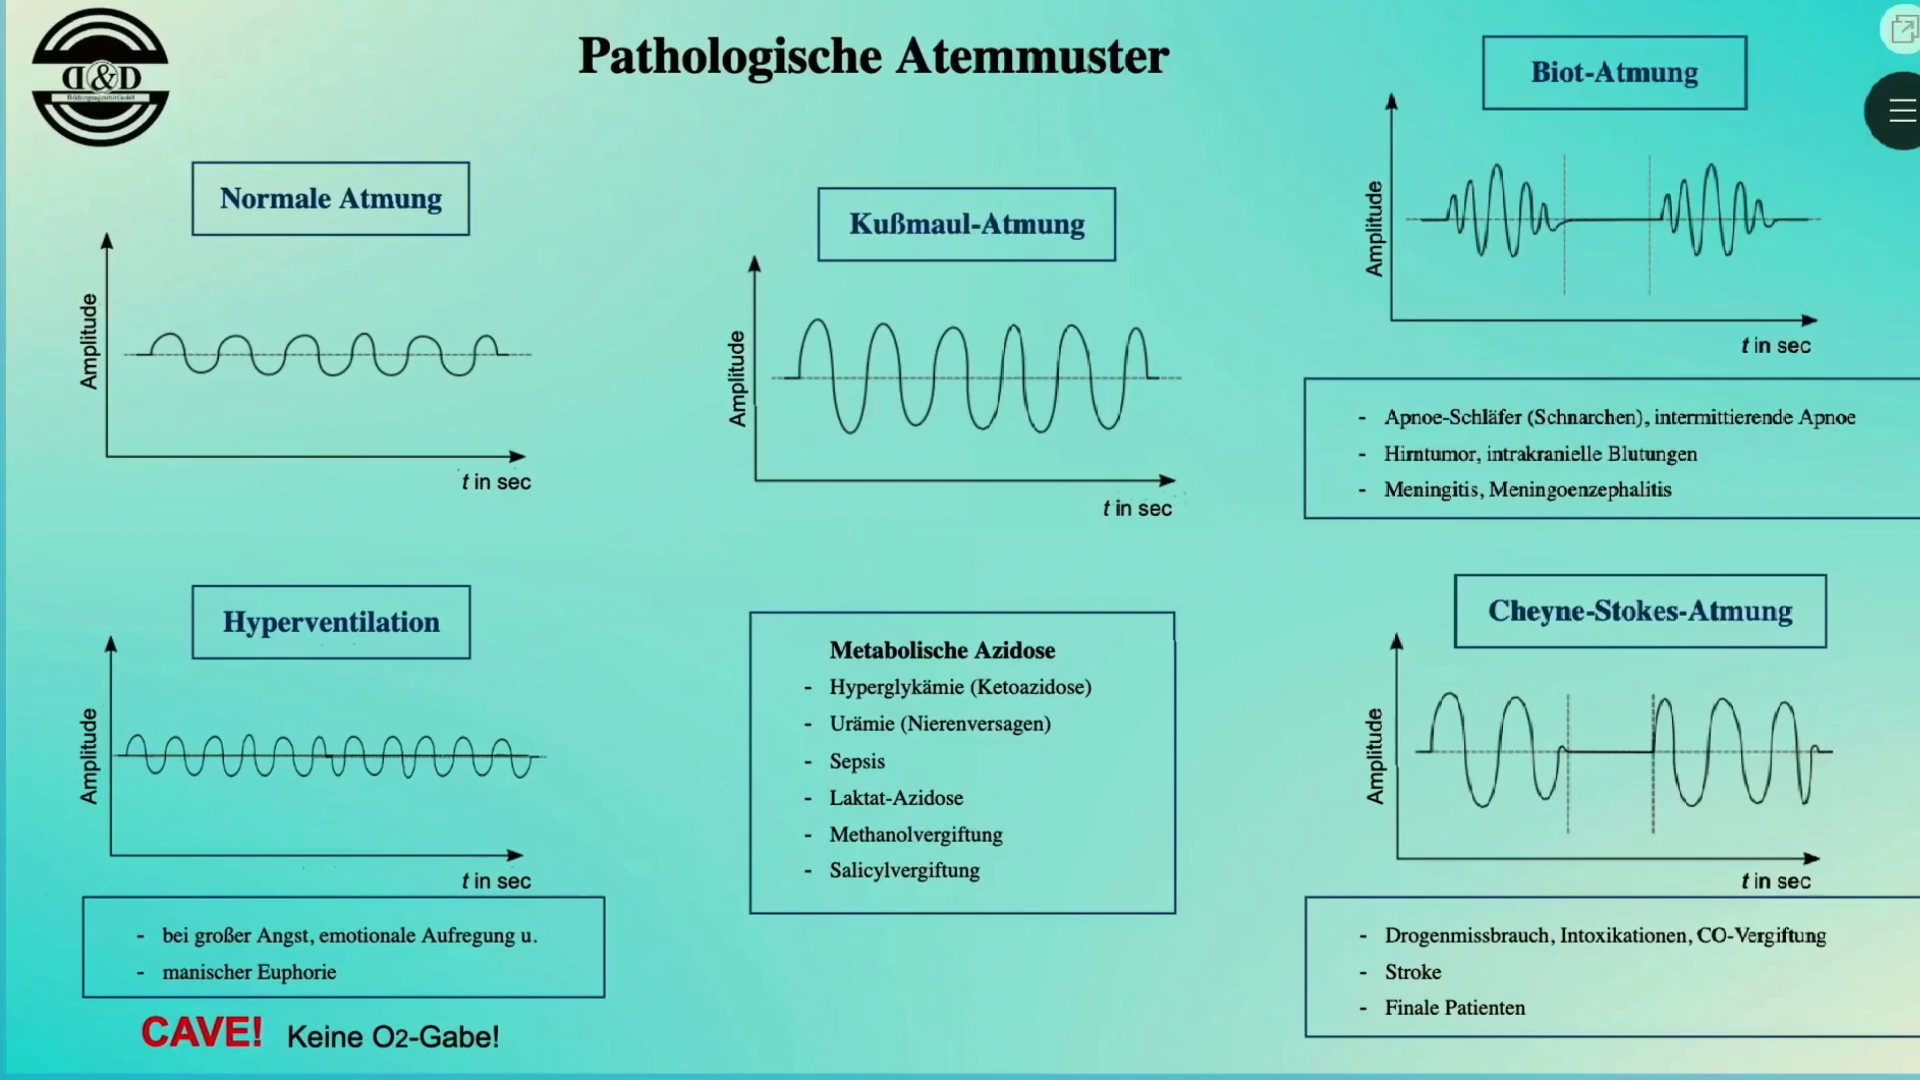 D&D
Pathologische Atemmuster
Normale Atmung
Amplitude
t in sec
Kußmaul-Atmung
Amplitude
t in sec
Biot-Atmung
Amplitude
t in sec
- Apnoe-Schläfer (Schnarchen), intermittierende Apnoe
- Hirntumor, intrakranielle Blutungen
- Meningitis, Meningoenzephalitis
Hyperventilation
Amplitude
t in sec
- bei großer Angst, emotionale Aufregung u.
- manischer Euphorie
CAVE! Keine O2-Gabe!
Metabolische Azidose
- Hyperglykämie (Ketoazidose)
- Urämie (Nierenversagen)
- Sepsis
- Laktat-Azidose
- Methanolvergiftung
- Salicylvergiftung
Cheyne-Stokes-Atmung
Amplitude
t in sec
- Drogenmissbrauch, Intoxikationen, CO-Vergiftung
- Stroke
- Finale Patienten